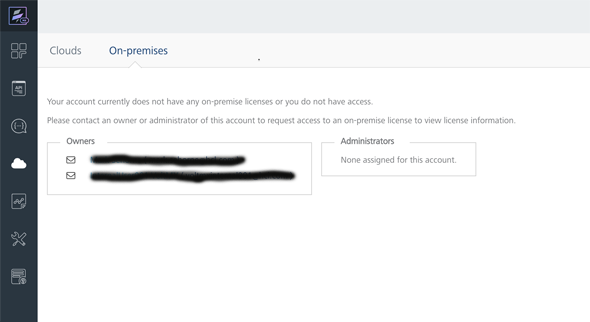 Clouds
On-premises
API
Your account currently does not have any on-premise licenses or you do not have access.
Please contact an owner or administrator of this account to request access to an on-premise license to view license information.
Owners
Administrators
None assigned for this account.